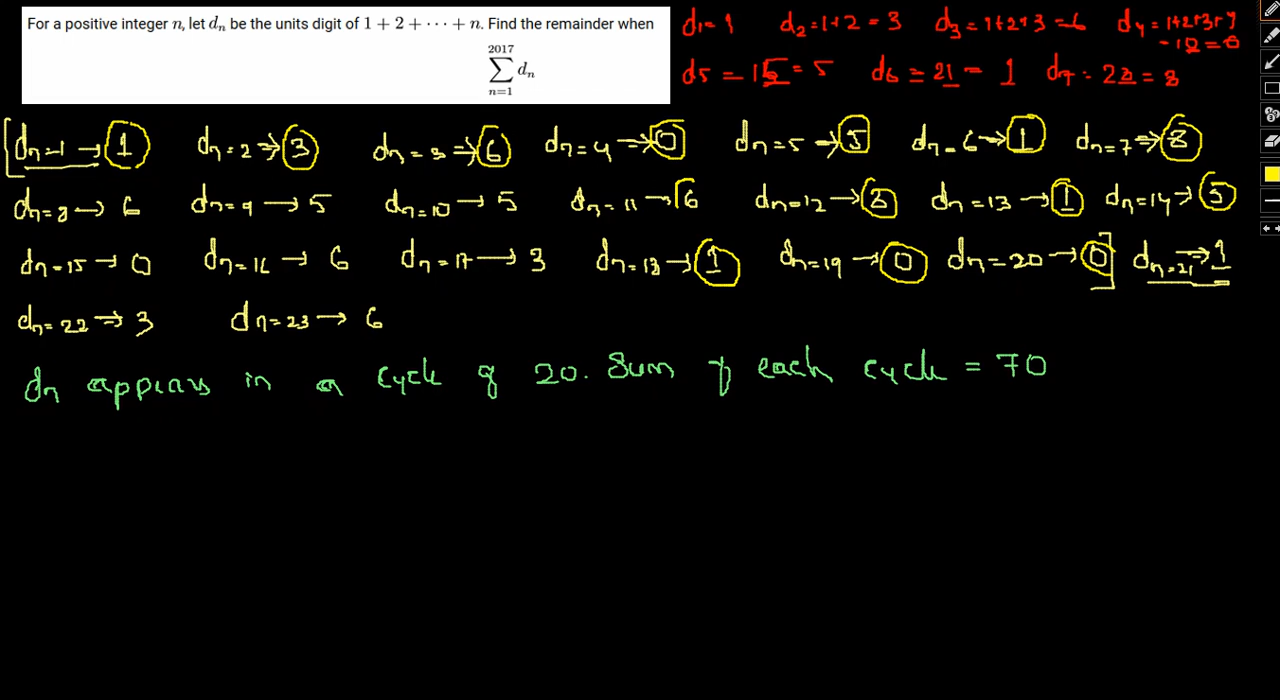 For a positive integer n, let dn be the units digit of 1 + 2 + ⋯ + n. Find the remainder when
2017
∑ dn
n=1
d1=1 d2=1+2=3 d3=1+2+3=6 d4=1+2+3+4
=10=0
d5=15=5 d6=21=1 d7=28=8
[dn=1→1 dn=2⇒3 dn=3⇒6 dn=4⇒0 dn=5→5 dn=6→1 dn=7⇒8
dn=8→6 dn=9→5 dn=10→5 dn=11→6 dn=12→8 dn=13→1 dn=14→5
dn=15→0 dn=16→6 dn=17→3 dn=18→1 dn=19→0 dn=20→0] dn=21⇒1
dn=22⇒3 dn=23→6
dn appears in a cycle of 20. Sum of each cycle = 70